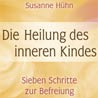 Susanne Hühn
Die Heilung des
inneren Kindes
Sieben Schritte
zur Befreiung